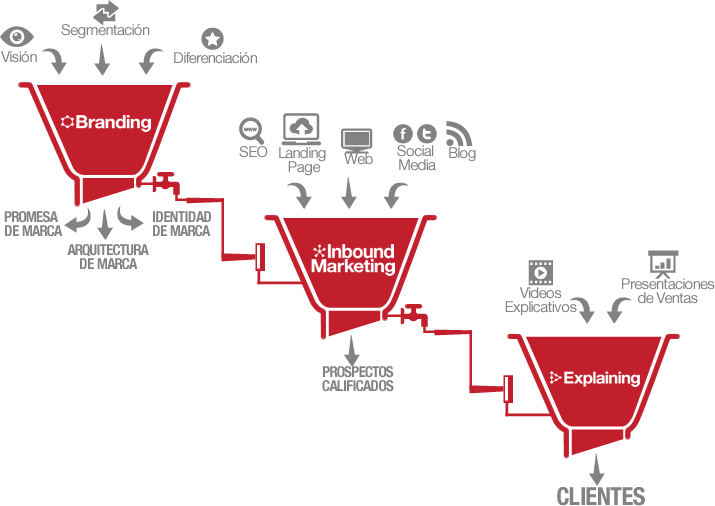 Segmentación
Visión
Diferenciación
Branding
PROMESA
DE MARCA
ARQUITECTURA
DE MARCA
IDENTIDAD
DE MARCA
www
SEO
Landing
Page
Web
Social
Media
Blog
Inbound
Marketing
PROSPECTOS
CALIFICADOS
Videos
Explicativos
Presentaciones
de Ventas
Explaining
CLIENTES